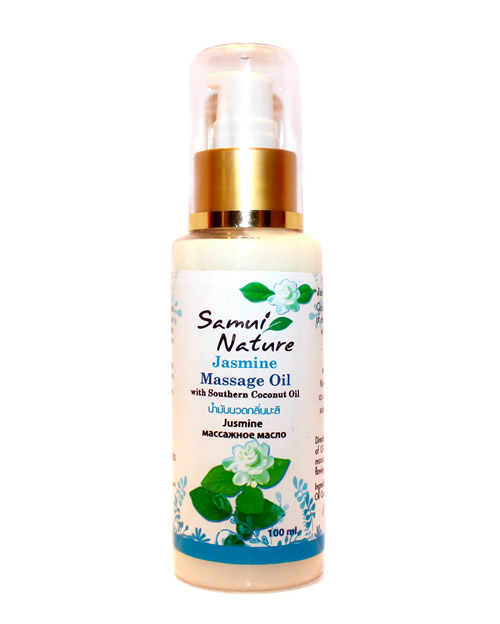 Samui
Nature
Jasmine
Massage Oil
with Southern Coconut Oil
น้ำมันนวดกลิ่นมะลิ
Jusmine
массажное масло
100 ml.